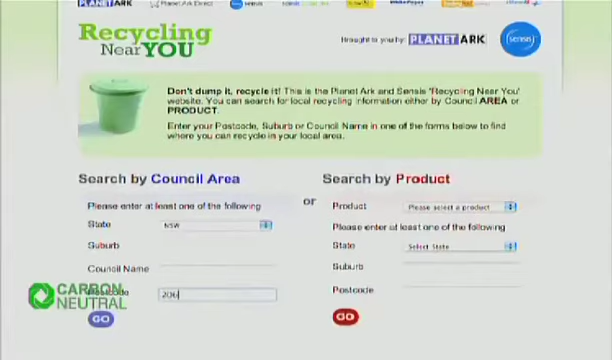 PLANET ARK
Recycling
Near YOU
Brought to you by: PLANET ARK sensis
Don't dump it, recycle it! This is the Planet Ark and Sensis 'Recycling Near You'
website. You can search for local recycling information either by Council AREA or
PRODUCT.
Enter your Postcode, Suburb or Council Name in one of the forms below to find
where you can recycle in your local area.
Search by Council Area
Please enter at least one of the following
State NSW
Suburb
Council Name
Postcode
GO
or
Search by Product
Product Please select a product
Please enter at least one of the following
State Select State
Suburb
Postcode
GO
CARBON
NEUTRAL